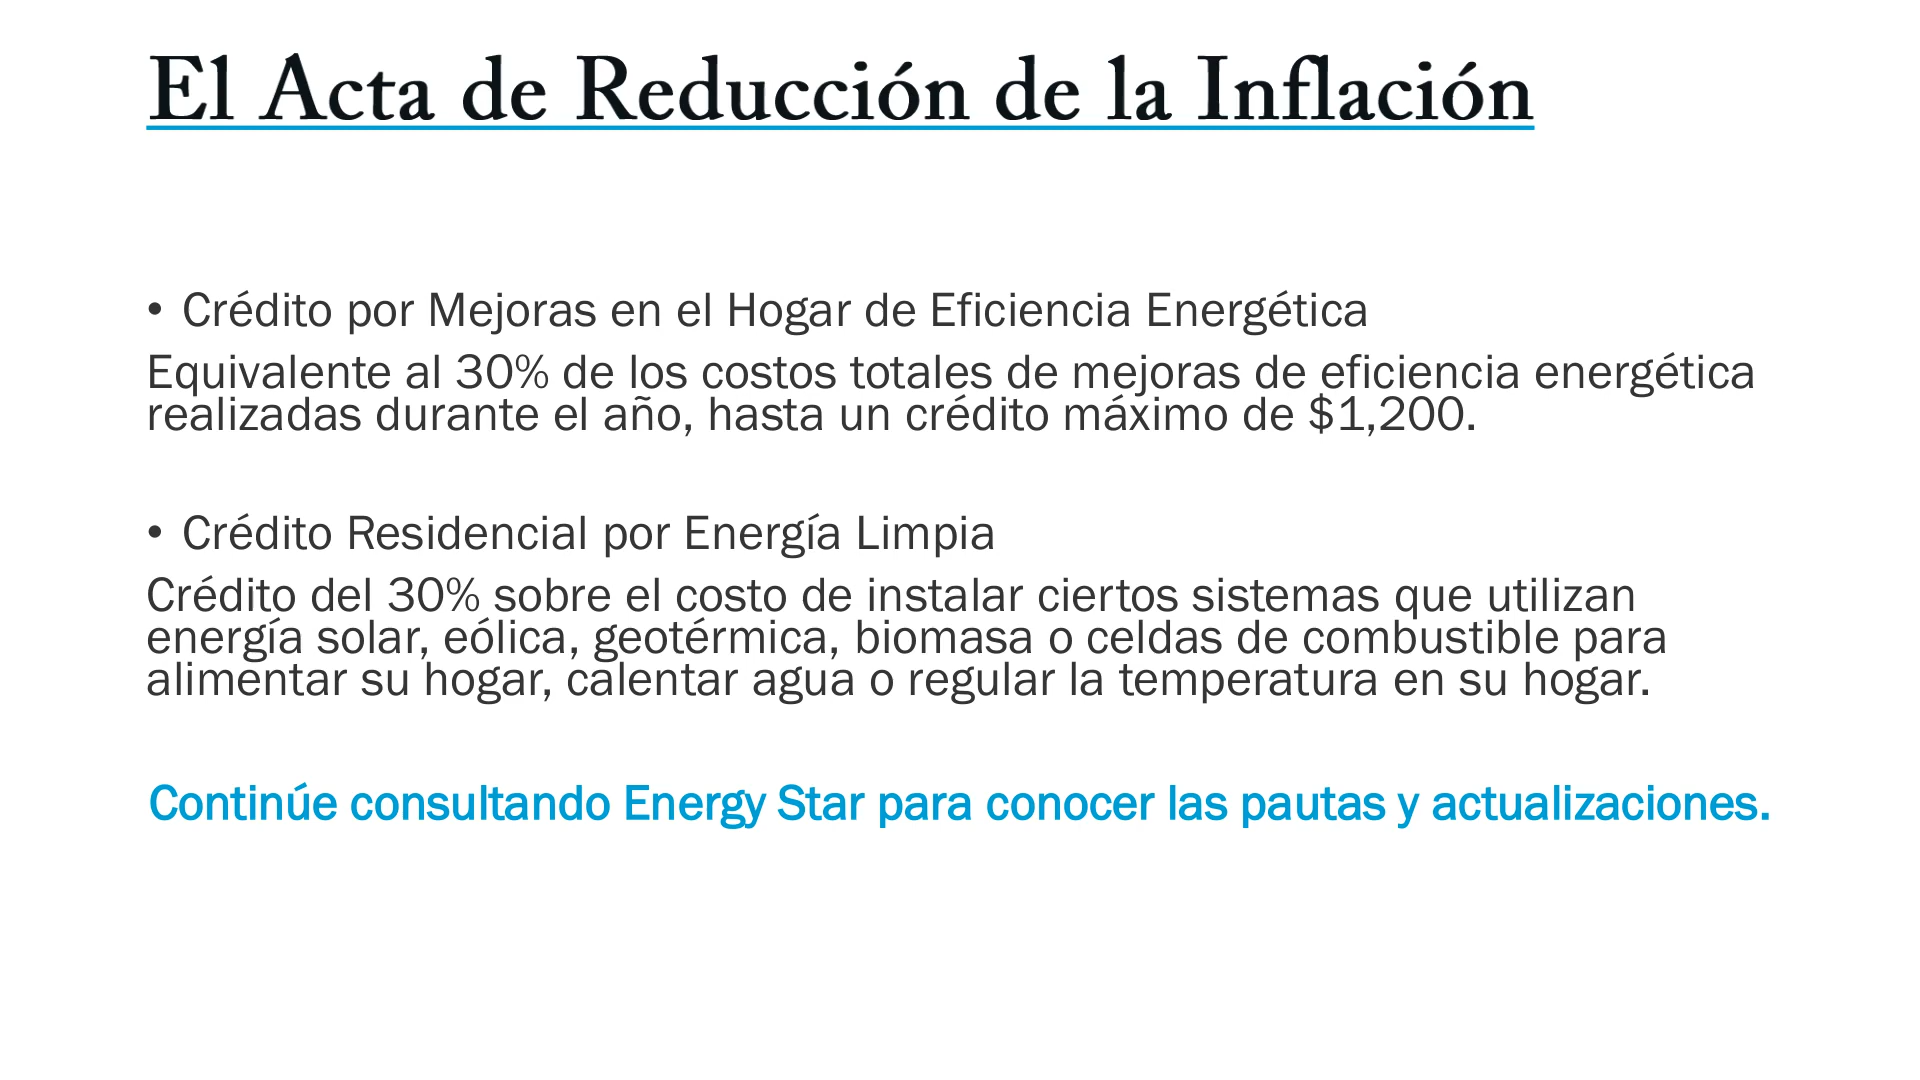 El Acta de Reducción de la Inflación
• Crédito por Mejoras en el Hogar de Eficiencia Energética
Equivalente al 30% de los costos totales de mejoras de eficiencia energética
realizadas durante el año, hasta un crédito máximo de $1,200.
• Crédito Residencial por Energía Limpia
Crédito del 30% sobre el costo de instalar ciertos sistemas que utilizan
energía solar, eólica, geotérmica, biomasa o celdas de combustible para
alimentar su hogar, calentar agua o regular la temperatura en su hogar.
Continúe consultando Energy Star para conocer las pautas y actualizaciones.